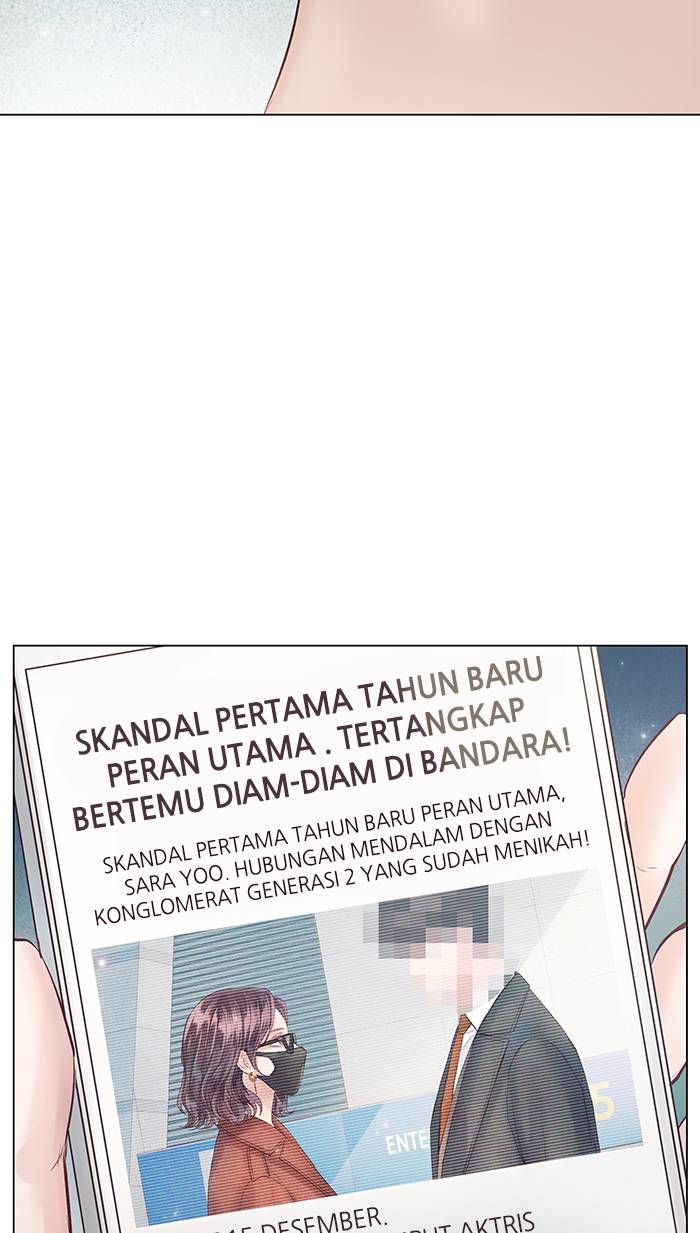 SKANDAL PERTAMA TAHUN BARU
PERAN UTAMA . TERTANGKAP
BERTEMU DIAM-DIAM DI BANDARA!
SKANDAL PERTAMA TAHUN BARU PERAN UTAMA,
SARA YOO. HUBUNGAN MENDALAM DENGAN
KONGLOMERAT GENERASI 2 YANG SUDAH MENIKAH!
ENTE
5
DESEMBER.
AKTRIS